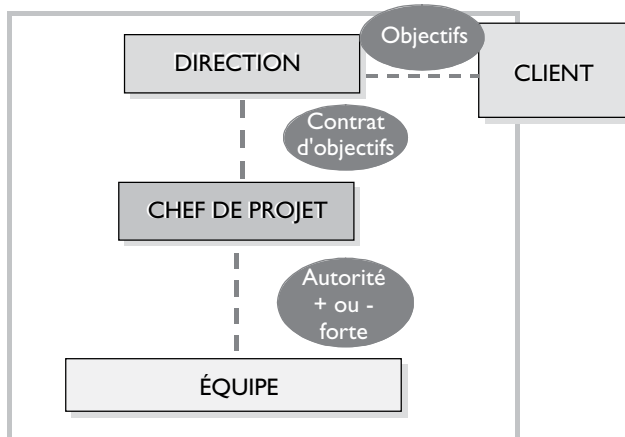 Objectifs
DIRECTION
CLIENT
Contrat
d'objectifs
CHEF DE PROJET
Autorité
+ ou -
forte
ÉQUIPE